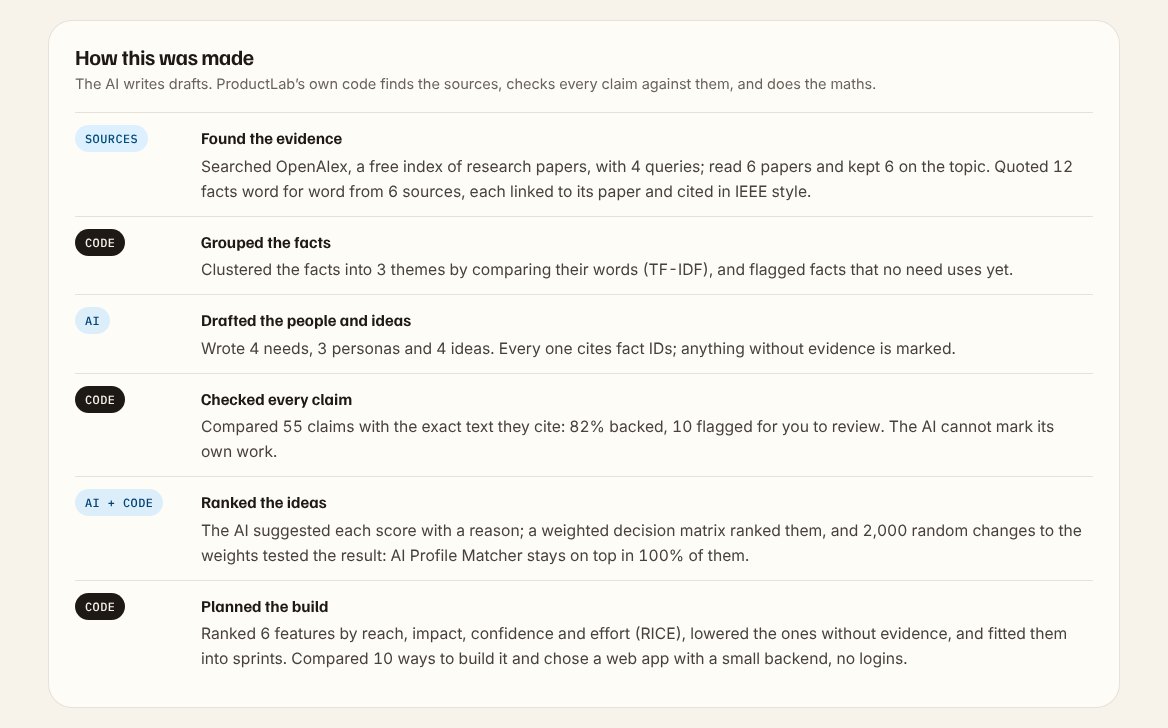 How this was made
The AI writes drafts. ProductLab's own code finds the sources, checks every claim against them, and does the maths.
SOURCES
Found the evidence
Searched OpenAlex, a free index of research papers, with 4 queries; read 6 papers and kept 6 on the topic. Quoted 12
facts word for word from 6 sources, each linked to its paper and cited in IEEE style.
CODE
Grouped the facts
Clustered the facts into 3 themes by comparing their words (TF-IDF), and flagged facts that no need uses yet.
AI
Drafted the people and ideas
Wrote 4 needs, 3 personas and 4 ideas. Every one cites fact IDs; anything without evidence is marked.
CODE
Checked every claim
Compared 55 claims with the exact text they cite: 82% backed, 10 flagged for you to review. The AI cannot mark its
own work.
AI + CODE
Ranked the ideas
The AI suggested each score with a reason; a weighted decision matrix ranked them, and 2,000 random changes to the
weights tested the result: AI Profile Matcher stays on top in 100% of them.
CODE
Planned the build
Ranked 6 features by reach, impact, confidence and effort (RICE), lowered the ones without evidence, and fitted them
into sprints. Compared 10 ways to build it and chose a web app with a small backend, no logins.